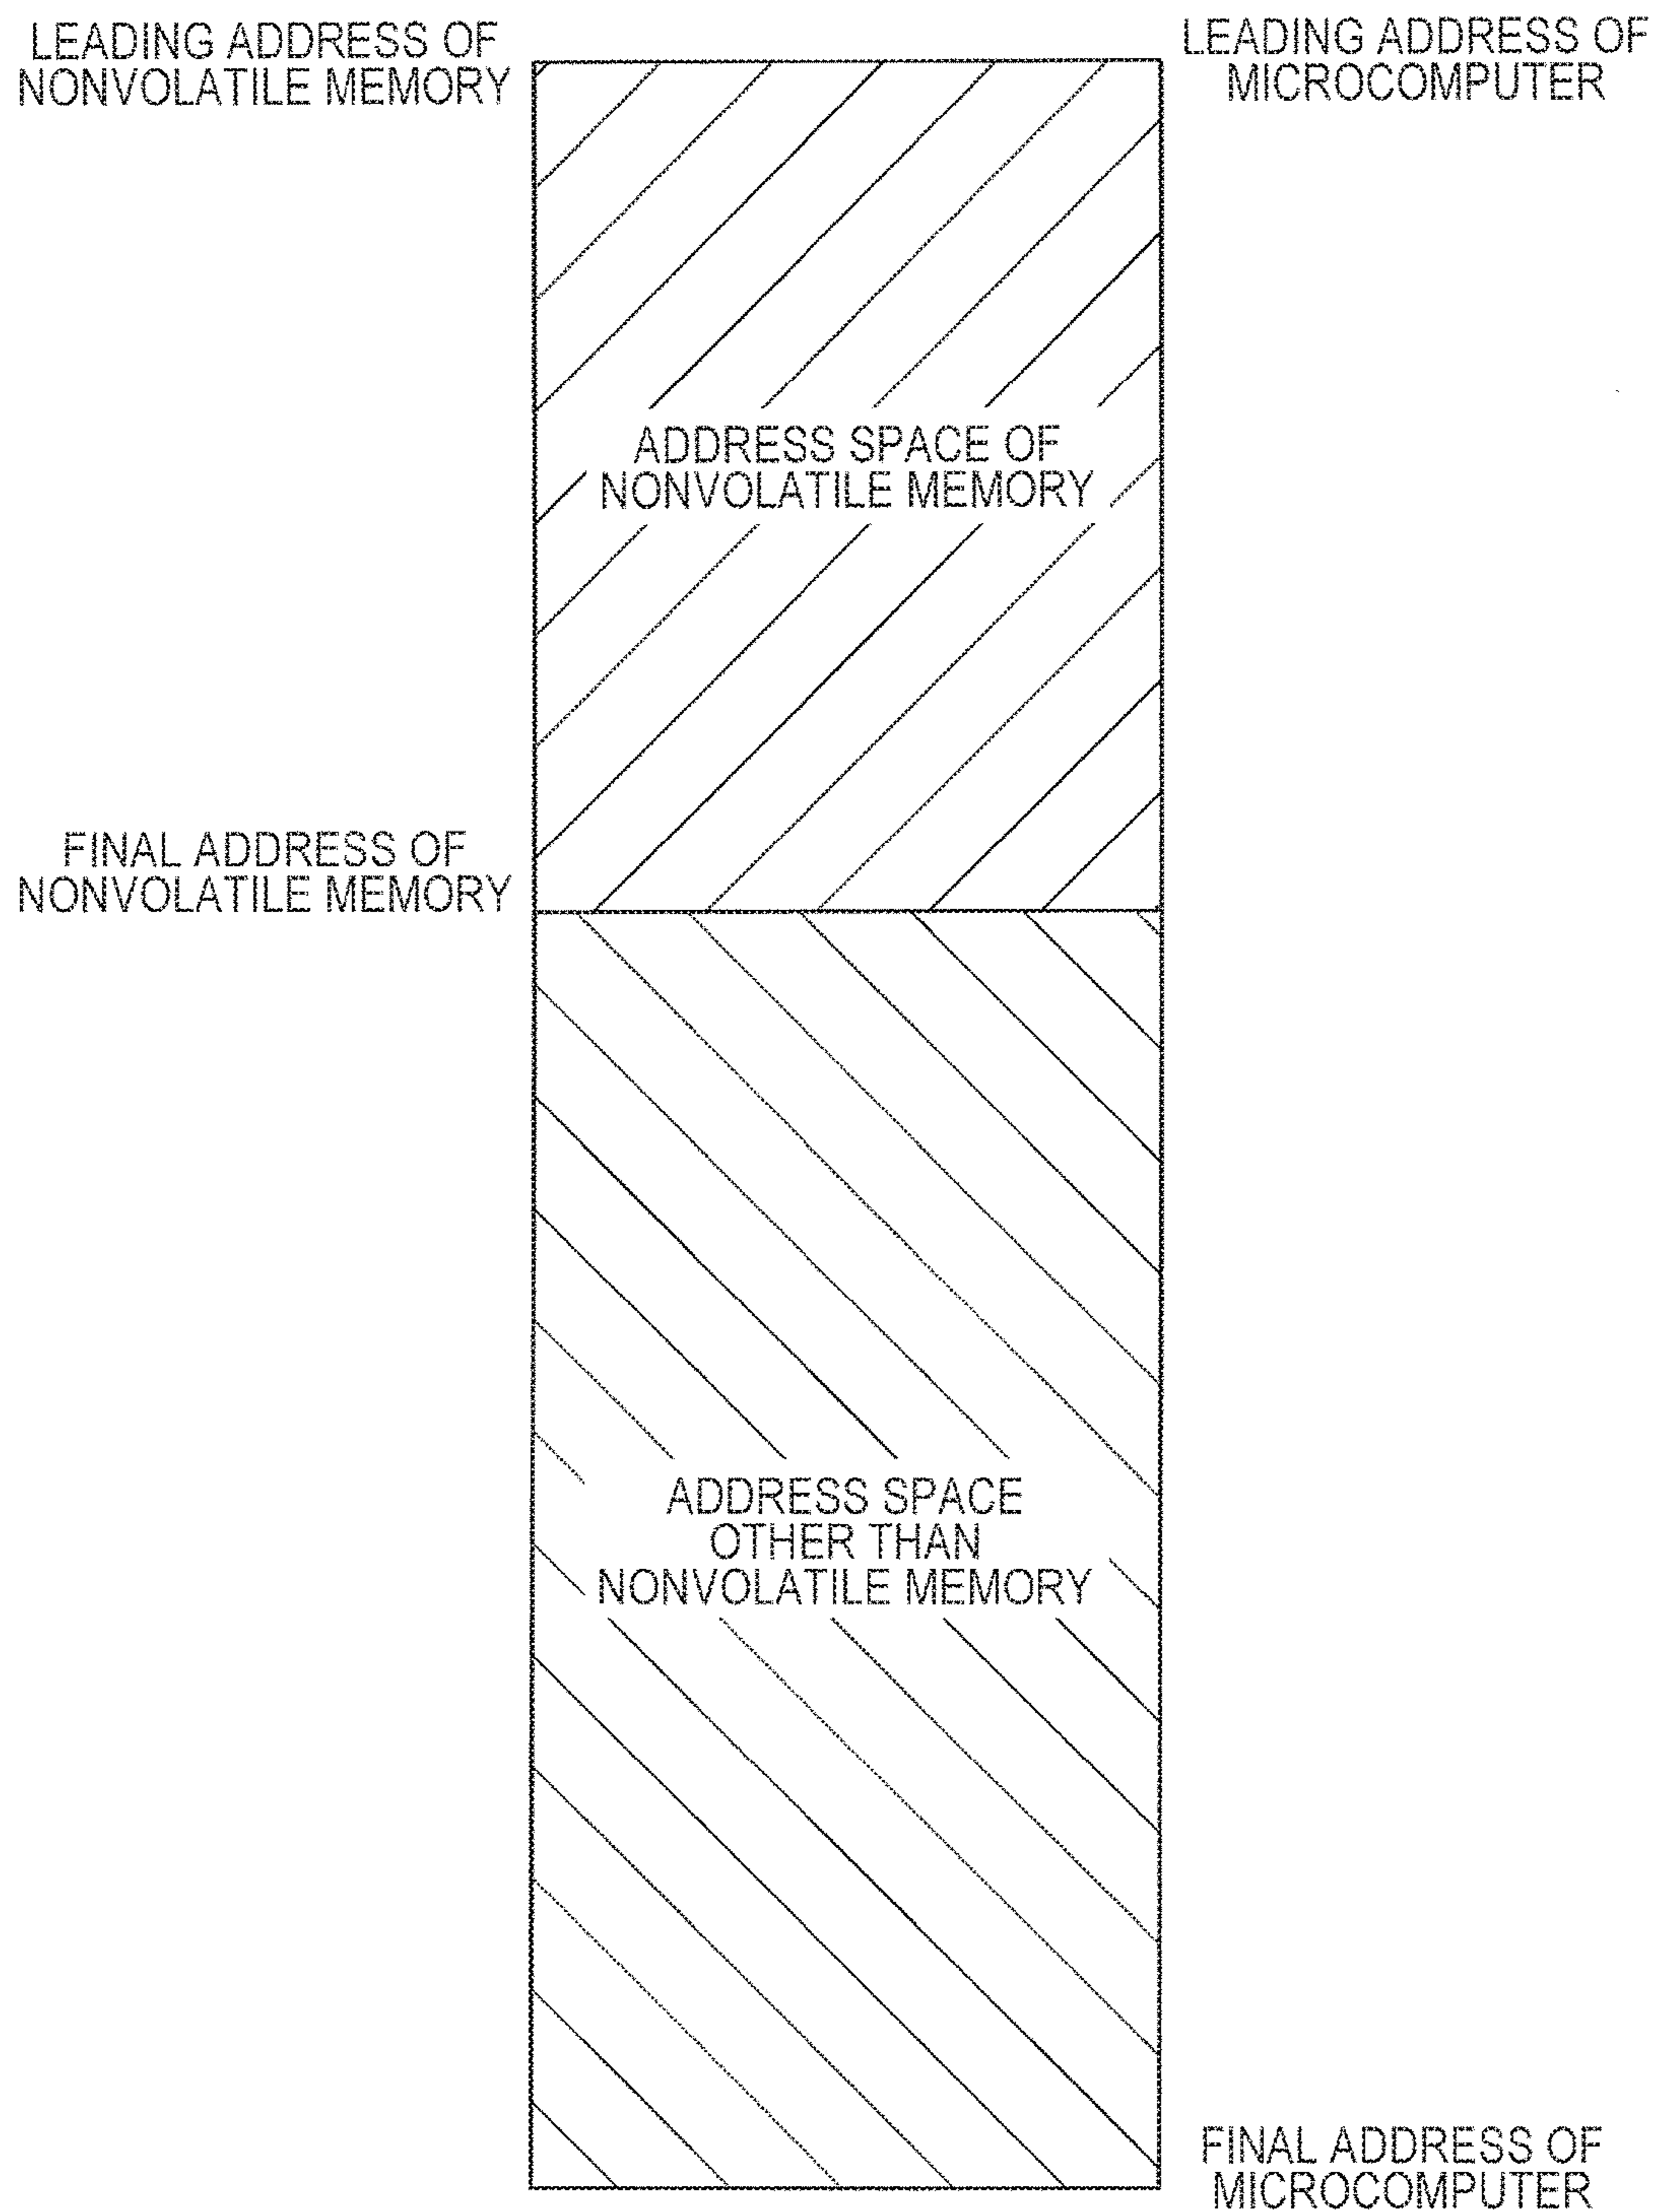 LEADING ADDRESS OF
NONVOLATILE MEMORY
LEADING ADDRESS OF
MICROCOMPUTER
ADDRESS SPACE OF
NONVOLATILE MEMORY
FINAL ADDRESS OF
NONVOLATILE MEMORY
ADDRESS SPACE
OTHER THAN
NONVOLATILE MEMORY
FINAL ADDRESS OF
MICROCOMPUTER